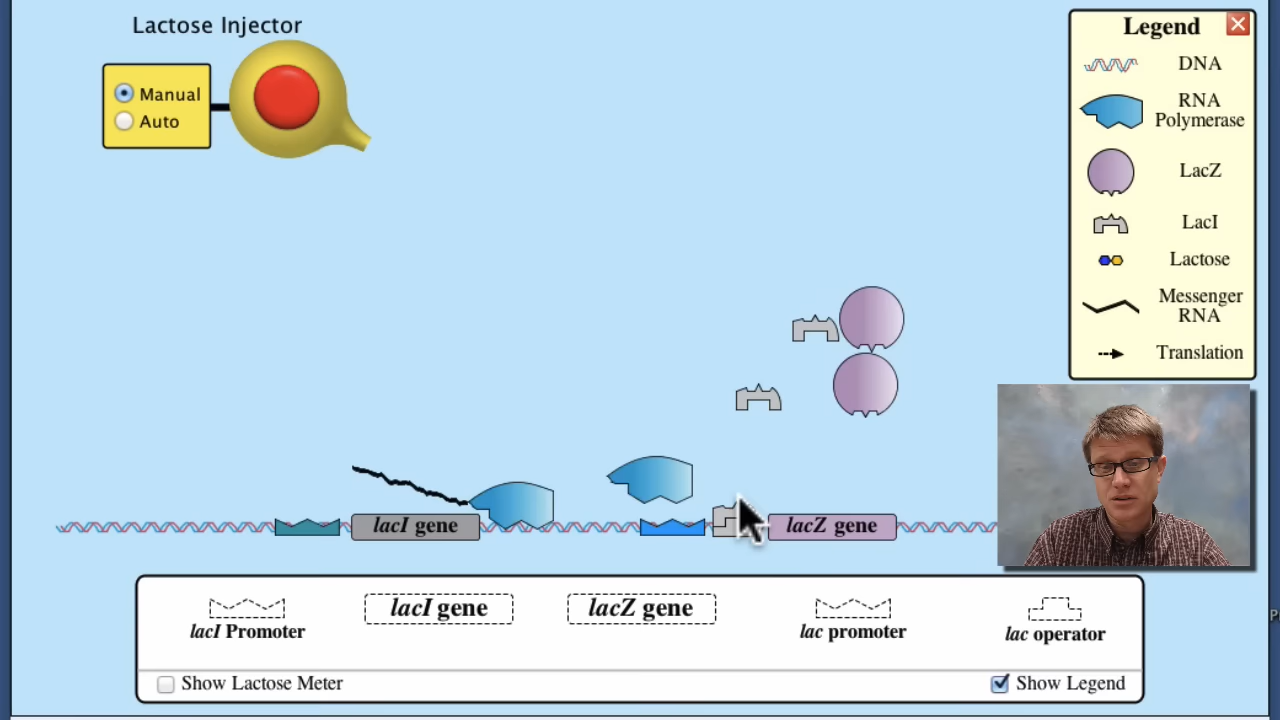 Lactose Injector
Manual
Auto
Legend
DNA
RNA
Polymerase
LacZ
LacI
Lactose
Messenger
RNA
Translation
lacI gene
lacZ gene
lacI gene
lacZ gene
lacI Promoter
lac promoter
lac operator
Show Lactose Meter
Show Legend